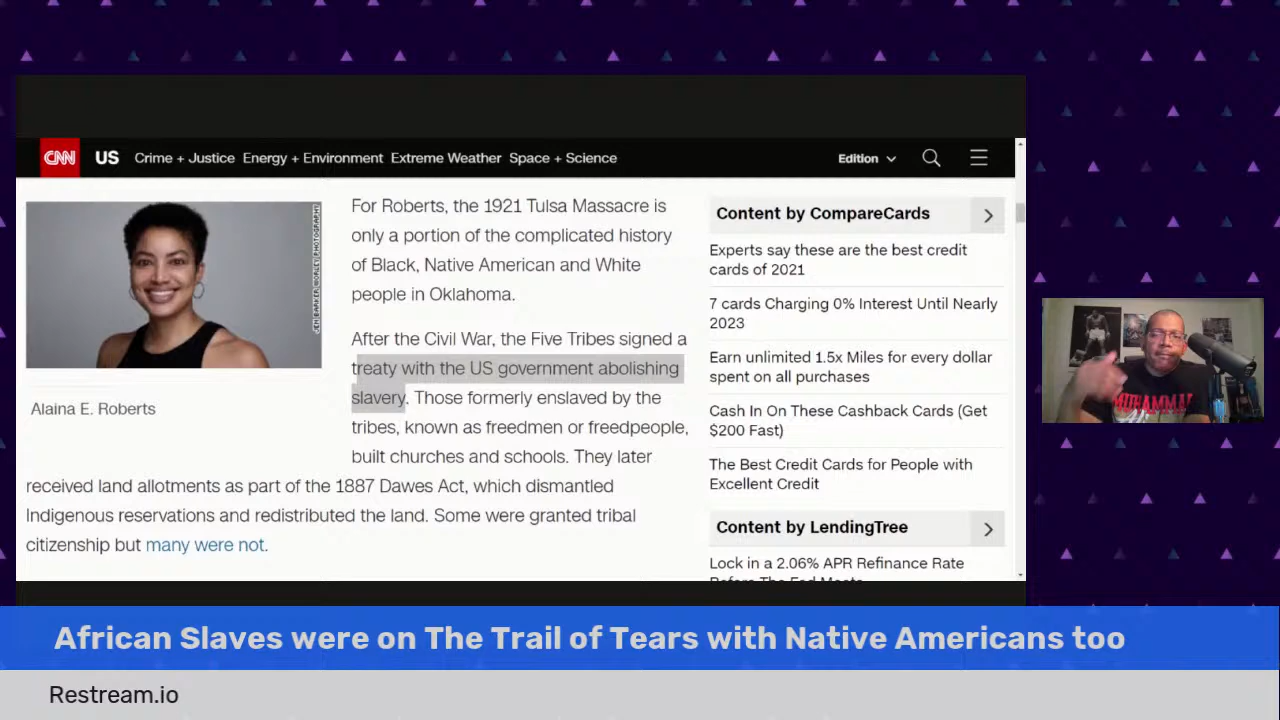 CNN US Crime + Justice Energy + Environment Extreme Weather Space + Science Edition
For Roberts, the 1921 Tulsa Massacre is
only a portion of the complicated history
of Black, Native American and White
people in Oklahoma.
After the Civil War, the Five Tribes signed a
treaty with the US government abolishing
slavery. Those formerly enslaved by the
tribes, known as freedmen or freedpeople,
built churches and schools. They later
received land allotments as part of the 1887 Dawes Act, which dismantled
Indigenous reservations and redistributed the land. Some were granted tribal
citizenship but many were not.
Alaina E. Roberts
Content by CompareCards
Experts say these are the best credit
cards of 2021
7 cards Charging 0% Interest Until Nearly
2023
Earn unlimited 1.5x Miles for every dollar
spent on all purchases
Cash In On These Cashback Cards (Get
$200 Fast)
The Best Credit Cards for People with
Excellent Credit
Content by LendingTree
Lock in a 2.06% APR Refinance Rate
Before The Fed Meets
MUHAMMAD
African Slaves were on The Trail of Tears with Native Americans too
Restream.io